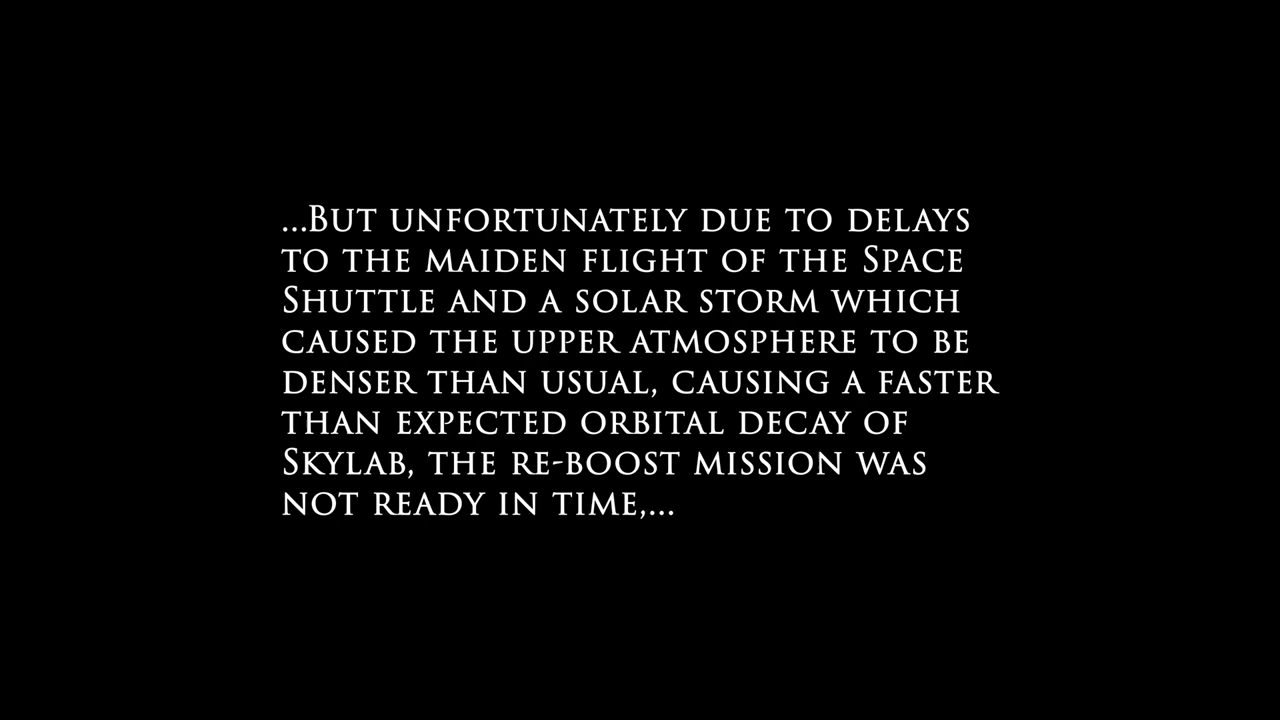 ...But unfortunately due to delays
to the maiden flight of the Space
Shuttle and a solar storm which
caused the upper atmosphere to be
denser than usual, causing a faster
than expected orbital decay of
Skylab, the re-boost mission was
not ready in time,...